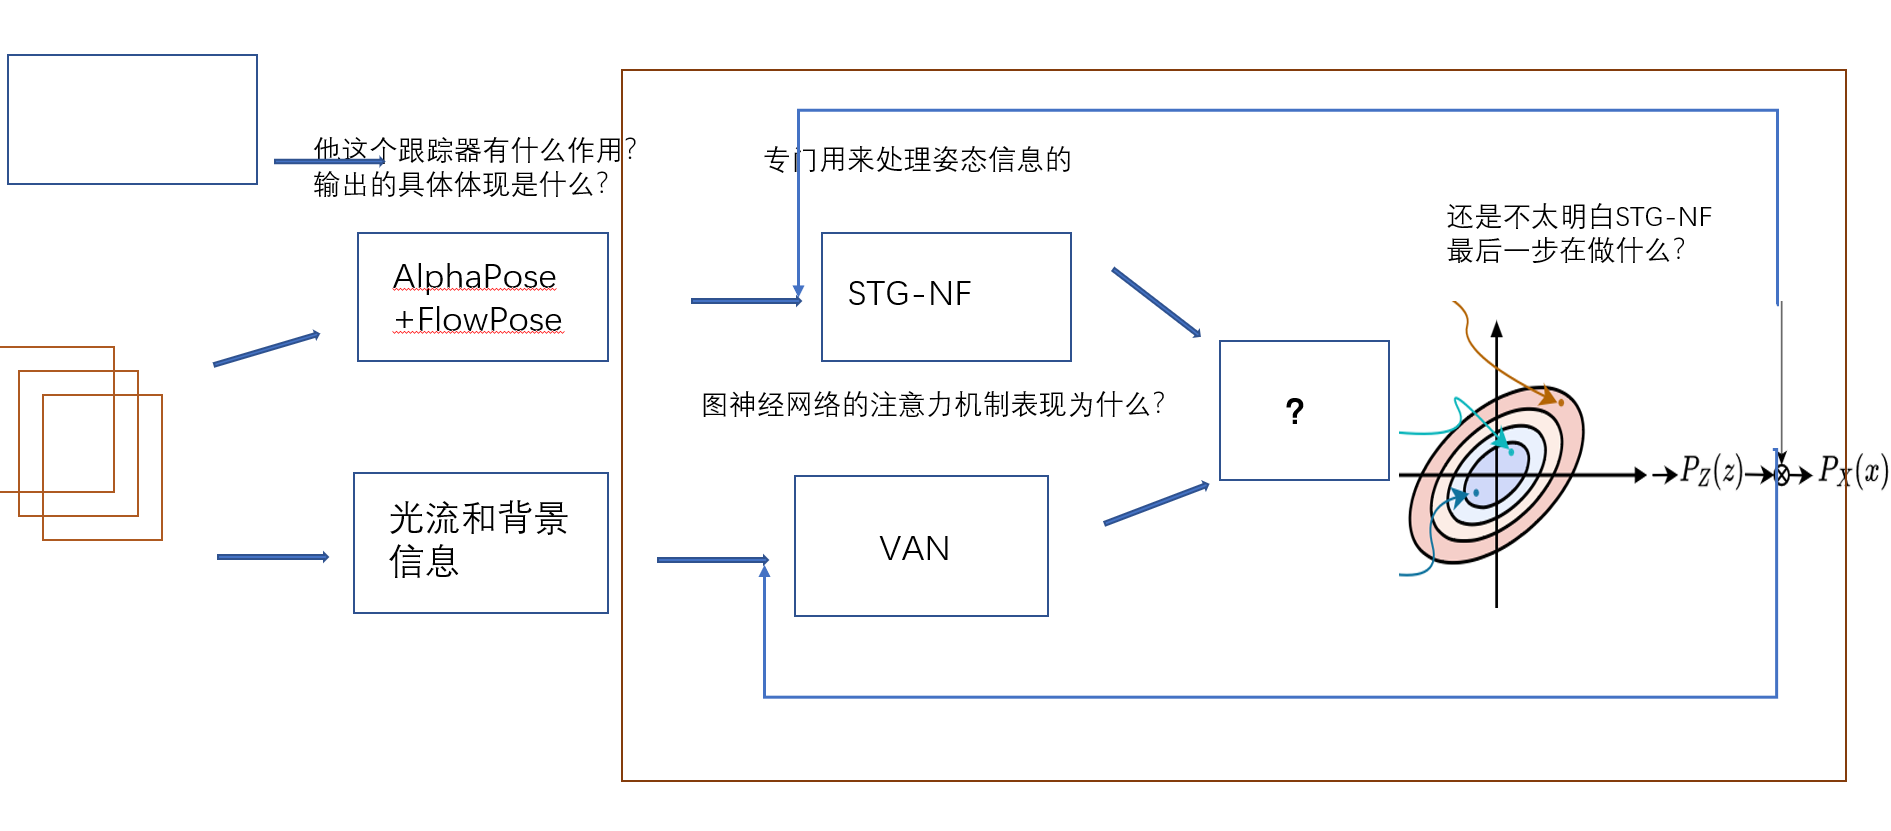 他这个跟踪器有什么作用？
输出的具体体现是什么？
专门用来处理姿态信息的
还是不太明白STG-NF
最后一步在做什么？
AlphaPose
+FlowPose
STG-NF
图神经网络的注意力机制表现为什么？
?
P_Z(z)
P_X(x)
光流和背景
信息
VAN